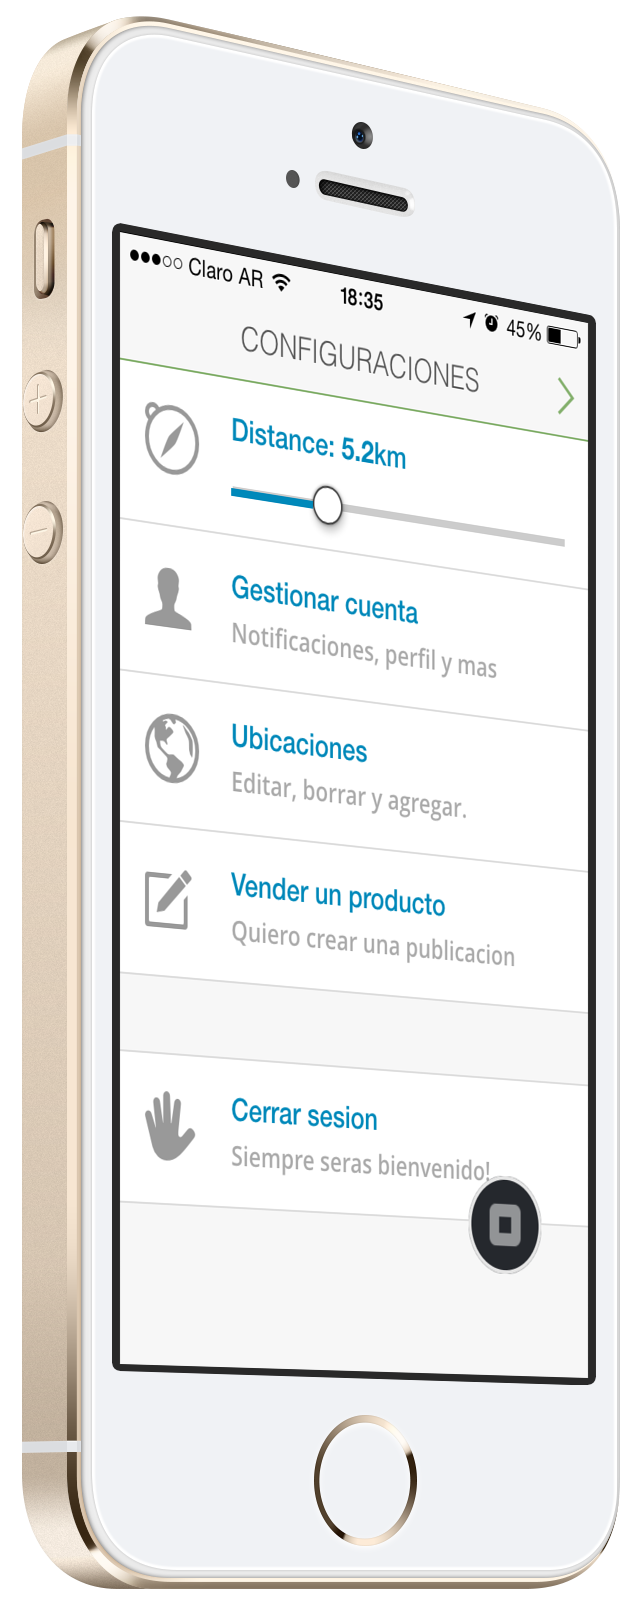 Claro AR 18:35 45%
CONFIGURACIONES
Distance: 5.2km
Gestionar cuenta
Notificaciones, perfil y mas
Ubicaciones
Editar, borrar y agregar.
Vender un producto
Quiero crear una publicacion
Cerrar sesion
Siempre seras bienvenido!